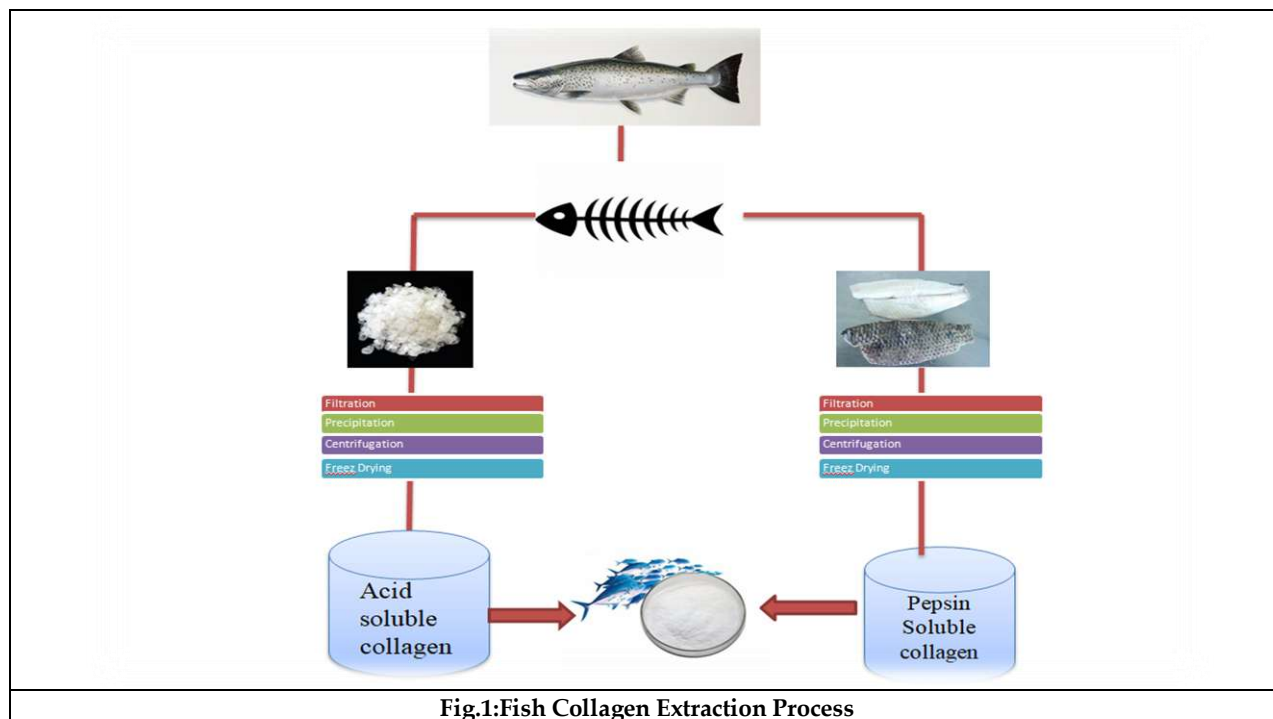 Filtration
Precipitation
Centrifugation
Freez Drying
Filtration
Precipitation
Centrifugation
Freez Drying
Acid
soluble
collagen
Pepsin
Soluble
collagen
Fig.1:Fish Collagen Extraction Process